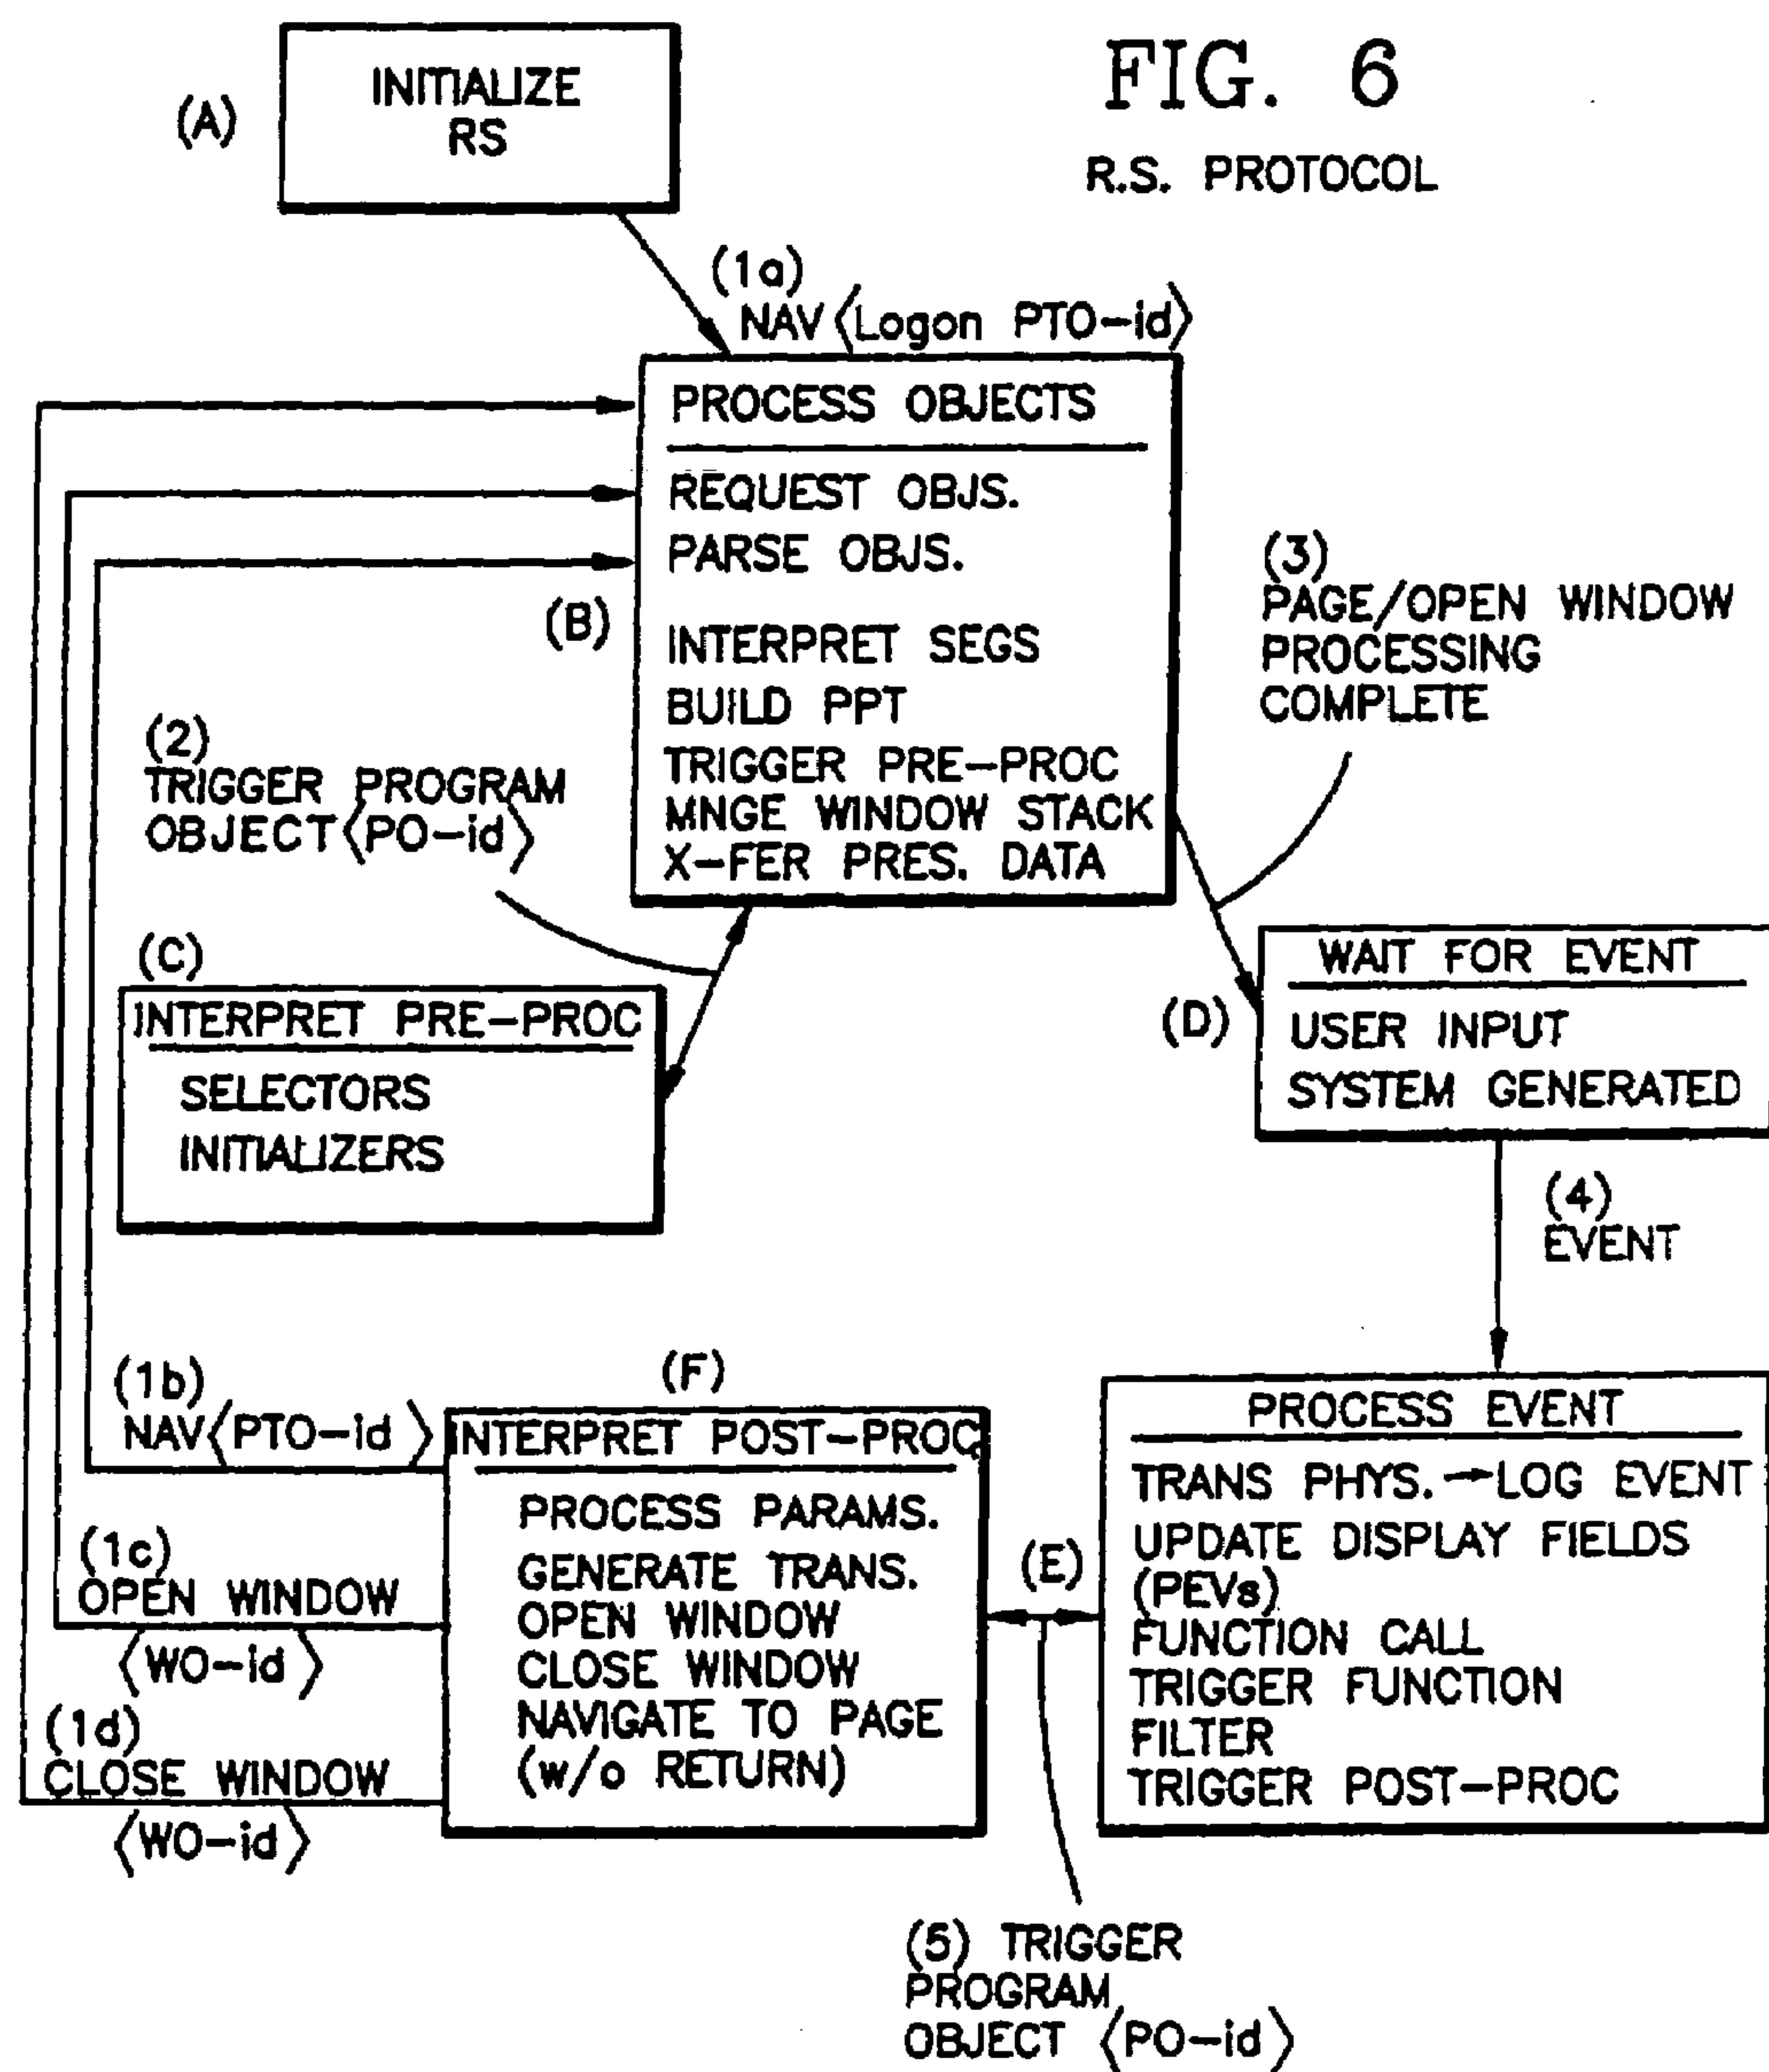 FIG. 6
R.S. PROTOCOL
(A)
INITIALIZE
RS
(1a)
NAV〈Logon PTO-id〉
PROCESS OBJECTS
REQUEST OBJS.
PARSE OBJS.
(B)
INTERPRET SEGS
BUILD PPT
TRIGGER PRE-PROC
MNGE WINDOW STACK
X-FER PRES. DATA
(2)
TRIGGER PROGRAM
OBJECT〈PO-id〉
(3)
PAGE/OPEN WINDOW
PROCESSING
COMPLETE
(C)
INTERPRET PRE-PROC
SELECTORS
INITIALIZERS
(D)
WAIT FOR EVENT
USER INPUT
SYSTEM GENERATED
(4)
EVENT
(1b)
NAV〈PTO-id〉
(1c)
OPEN WINDOW
〈WO-id〉
(1d)
CLOSE WINDOW
〈WO-id〉
(F)
INTERPRET POST-PROC
PROCESS PARAMS.
GENERATE TRANS.
OPEN WINDOW
CLOSE WINDOW
NAVIGATE TO PAGE
(w/o RETURN)
(E)
PROCESS EVENT
TRANS PHYS.→LOG EVENT
UPDATE DISPLAY FIELDS
(PEVs)
FUNCTION CALL
TRIGGER FUNCTION
FILTER
TRIGGER POST-PROC
(5) TRIGGER
PROGRAM
OBJECT 〈PO-id〉